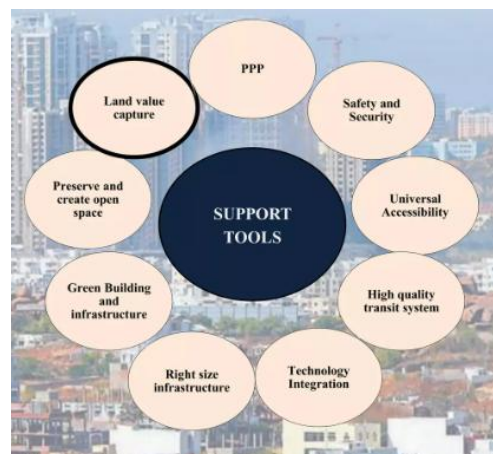 PPP
Land value
capture
Safety and
Security
Preserve and
create open
space
SUPPORT
TOOLS
Universal
Accessibility
Green Building
and
infrastructure
High quality
transit system
Right size
infrastructure
Technology
Integration